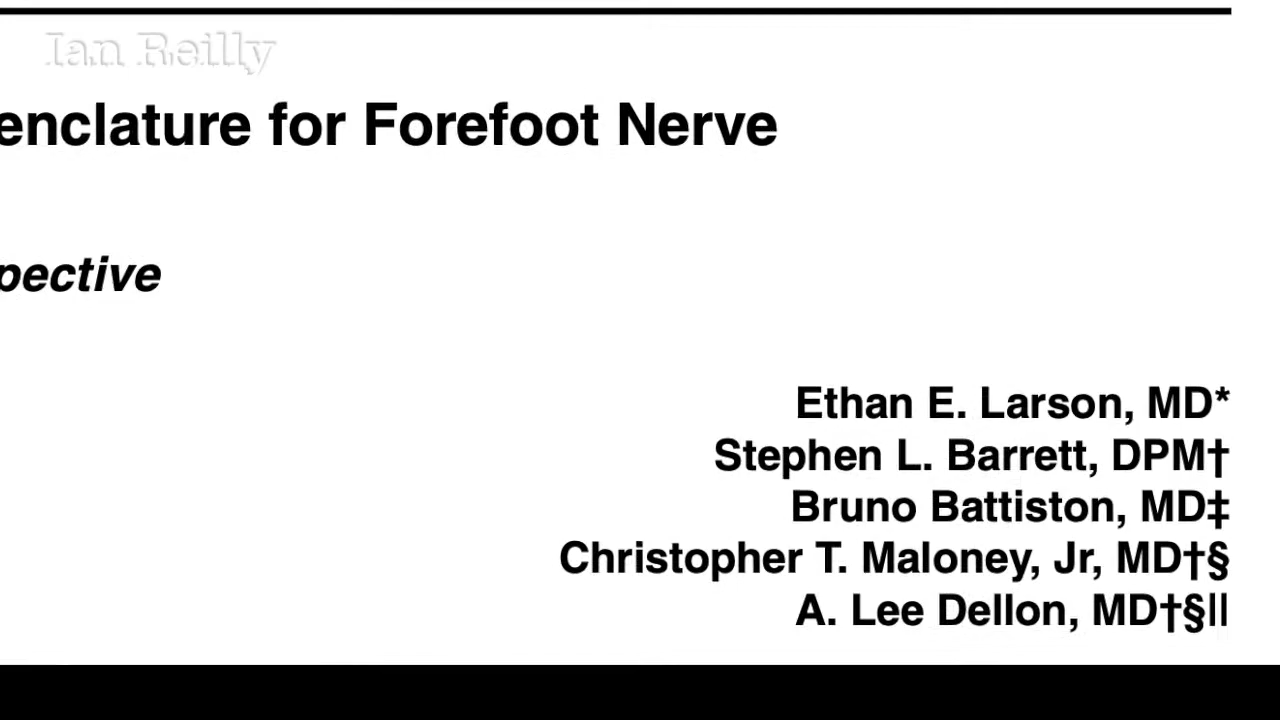 Ian Reilly
enclature for Forefoot Nerve
pective
Ethan E. Larson, MD*
Stephen L. Barrett, DPM†
Bruno Battiston, MD‡
Christopher T. Maloney, Jr, MD†§
A. Lee Dellon, MD†§||